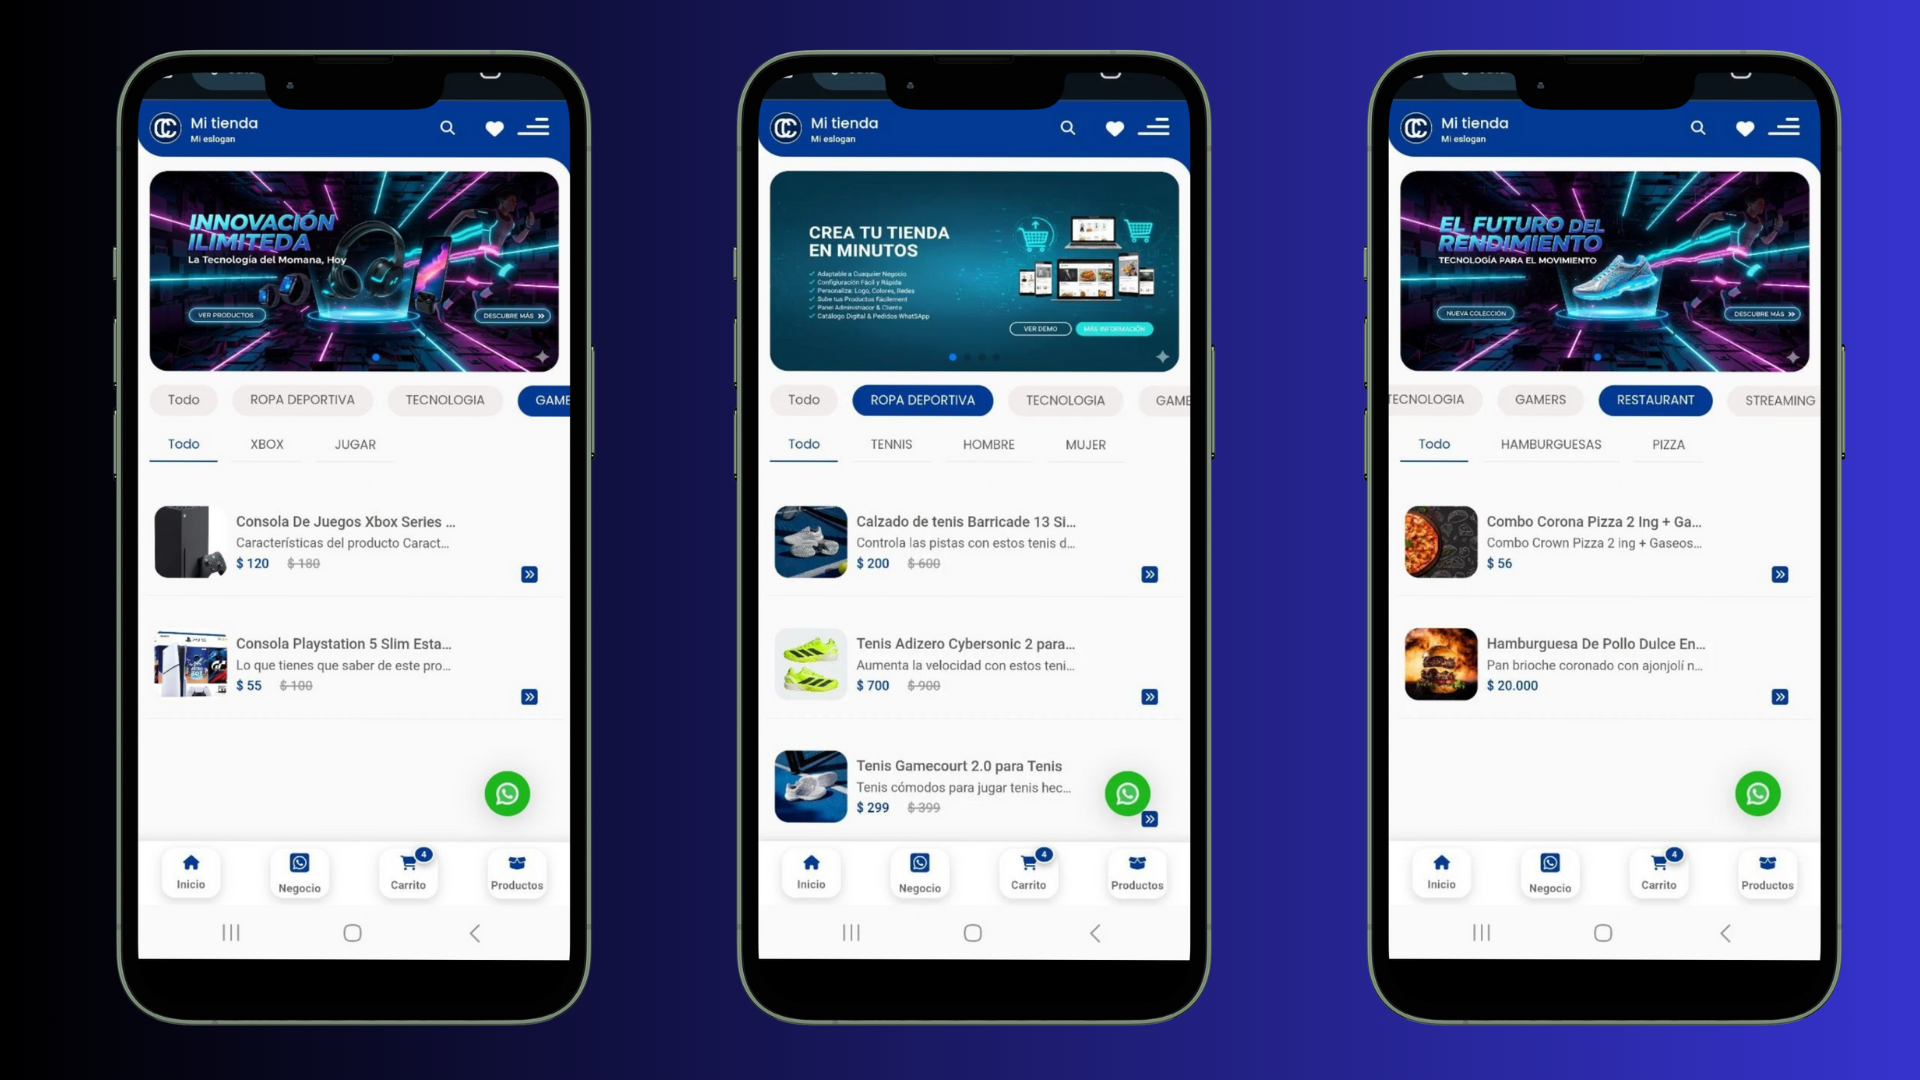 Mi tienda
Mi eslogan
INNOVACIÓN
ILIMITEDA
La Tecnología del Momana, Hoy
VER PRODUCTOS
DESCUBRE MÁS
Todo
ROPA DEPORTIVA
TECNOLOGIA
GAME
Todo
XBOX
JUGAR
Consola De Juegos Xbox Series ...
Características del producto Caract...
$ 120 $ 180
Consola Playstation 5 Slim Esta...
Lo que tienes que saber de este pro...
$ 55 $ 100
Inicio
Negocio
4
Carrito
Productos
Mi tienda
Mi eslogan
CREA TU TIENDA
EN MINUTOS
Adaptable a Cuaquier Negocio
Configiuración Fácil y Rápida
Personaliza: Logo, Colores, Redes
Sube tus Productos Fácilement
Panel Administrador & Cliente
Catálogo Digital & Pedidos WhatSApp
VER DEMO
MÁS INFORMACIÓN
Todo
ROPA DEPORTIVA
TECNOLOGIA
GAME
Todo
TENNIS
HOMBRE
MUJER
Calzado de tenis Barricade 13 Si...
Controla las pistas con estos tenis d...
$ 200 $ 600
Tenis Adizero Cybersonic 2 para...
Aumenta la velocidad con estos teni...
$ 700 $ 900
Tenis Gamecourt 2.0 para Tenis
Tenis cómodos para jugar tenis hec...
$ 299 $ 399
Inicio
Negocio
4
Carrito
Productos
Mi tienda
Mi eslogan
EL FUTURO DEL
RENDIMIENTO
TECNOLOGÍA PARA EL MOVIMIENTO
NUEVA COLECCIÓN
DESCUBRE MÁS
TECNOLOGIA
GAMERS
RESTAURANT
STREAMING
Todo
HAMBURGUESAS
PIZZA
Combo Corona Pizza 2 Ing + Ga...
Combo Crown Pizza 2 ing + Gaseos...
$ 56
Hamburguesa De Pollo Dulce En...
Pan brioche coronado con ajonjolí n...
$ 20.000
Inicio
Negocio
4
Carrito
Productos